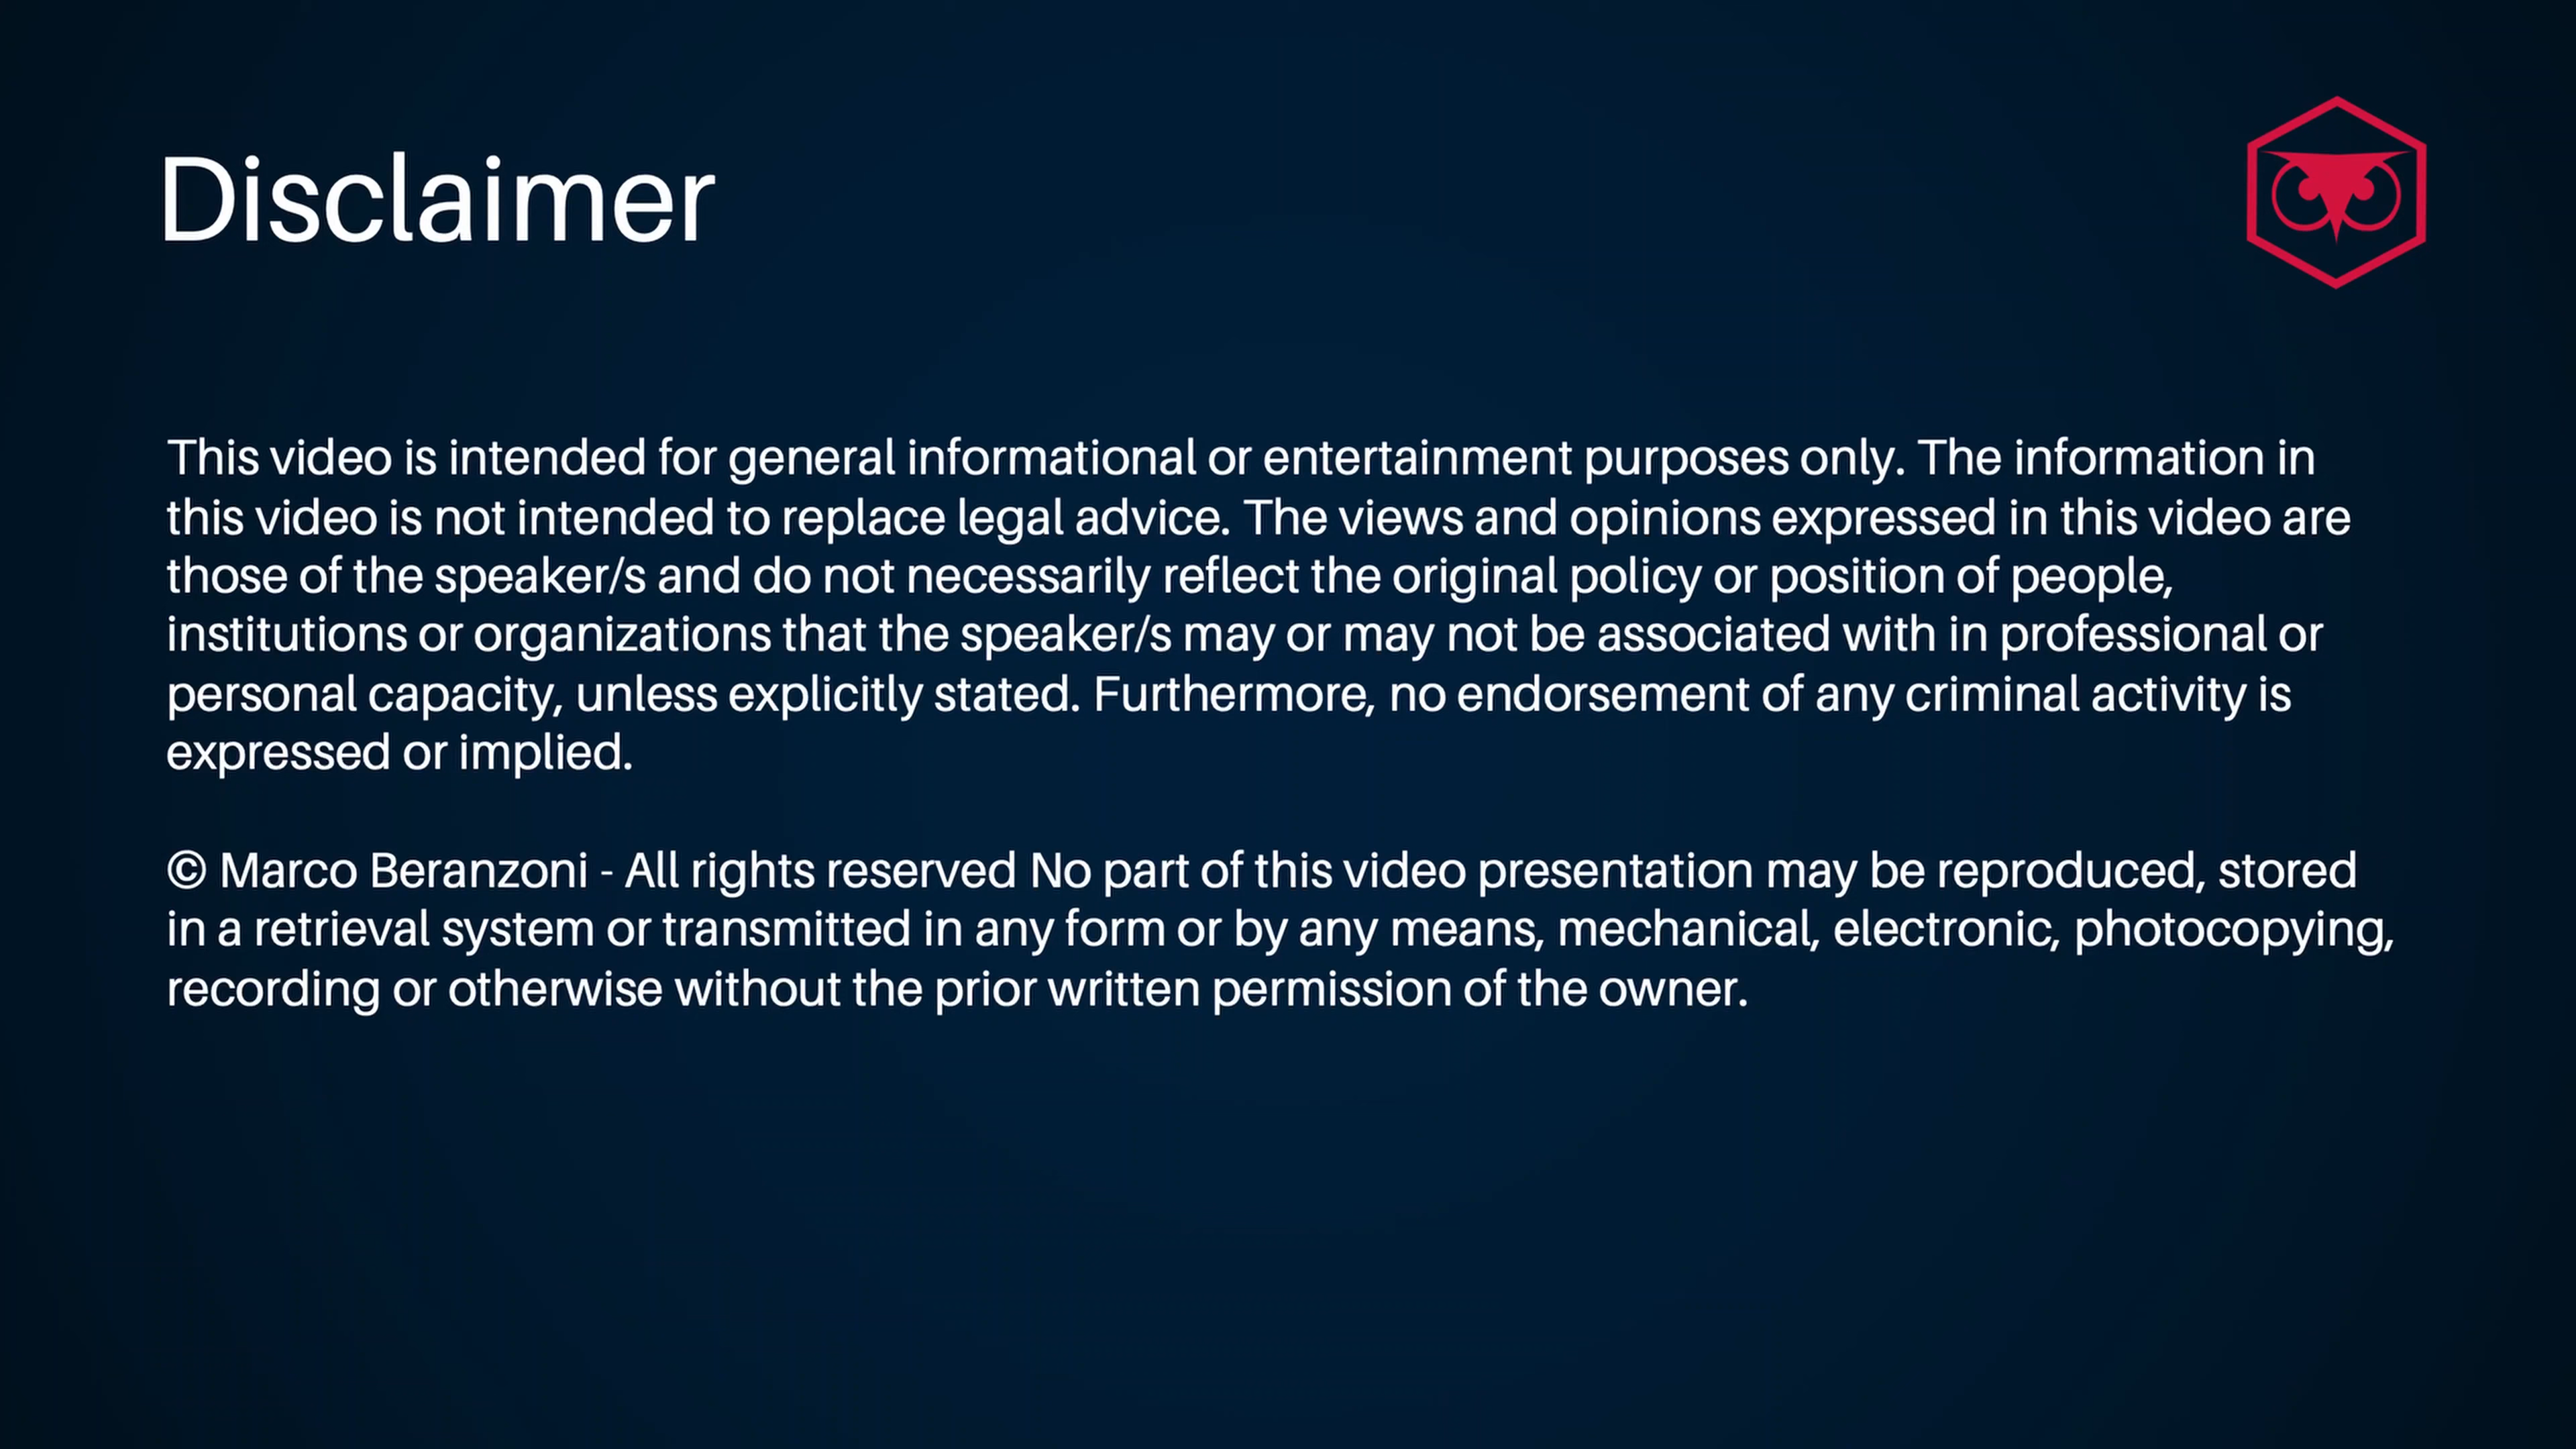 Disclaimer
This video is intended for general informational or entertainment purposes only. The information in
this video is not intended to replace legal advice. The views and opinions expressed in this video are
those of the speaker/s and do not necessarily reflect the original policy or position of people,
institutions or organizations that the speaker/s may or may not be associated with in professional or
personal capacity, unless explicitly stated. Furthermore, no endorsement of any criminal activity is
expressed or implied.
© Marco Beranzoni - All rights reserved No part of this video presentation may be reproduced, stored
in a retrieval system or transmitted in any form or by any means, mechanical, electronic, photocopying,
recording or otherwise without the prior written permission of the owner.